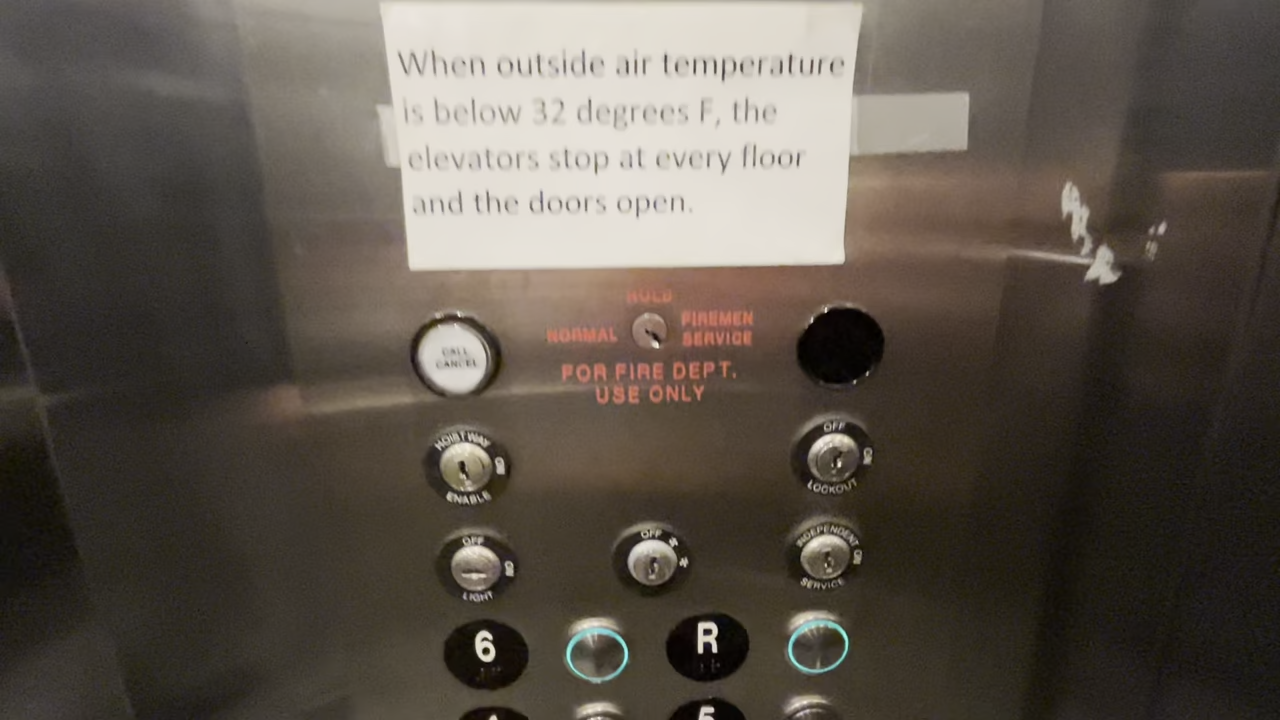 When outside air temperature
is below 32 degrees F, the
elevators stop at every floor
and the doors open.
HOLD
NORMAL
FIREMEN
SERVICE
FOR FIRE DEPT.
USE ONLY
CALL
CANCEL
HOISTWAY
ON
ENABLE
OFF
ON
LOCKOUT
OFF
ON
LIGHT
OFF
INDEPENDENT
ON
SERVICE
6
R
5